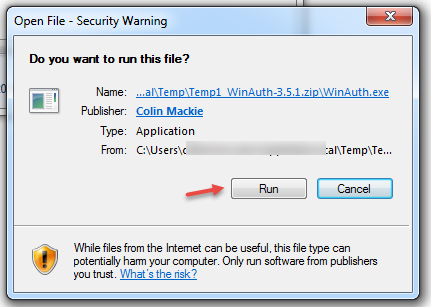 Open File - Security Warning
Do you want to run this file?
Name: ...al\Temp\Temp1_WinAuth-3.5.1.zip\WinAuth.exe
Publisher: Colin Mackie
Type: Application
From: C:\Users\ cal\Temp\Te...
Run Cancel
While files from the Internet can be useful, this file type can
potentially harm your computer. Only run software from publishers
you trust. What's the risk?